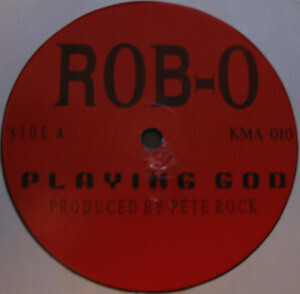 ROB-O
SIDE A KMA 010
PLAYING GOD
PRODUCED BY PETE ROCK